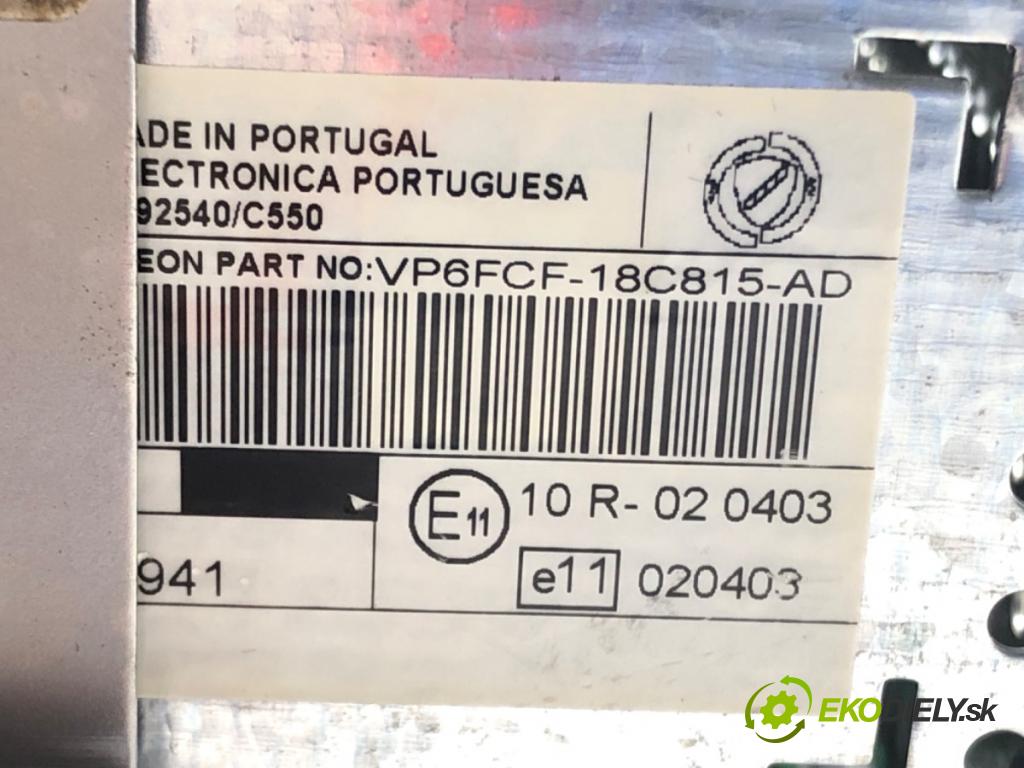 ADE IN PORTUGAL
ECTRONICA PORTUGUESA
92540/C550
EON PART NO:VP6FCF-18C815-AD
E11 10 R- 02 0403
941 e11 020403
EKODIELY.sk